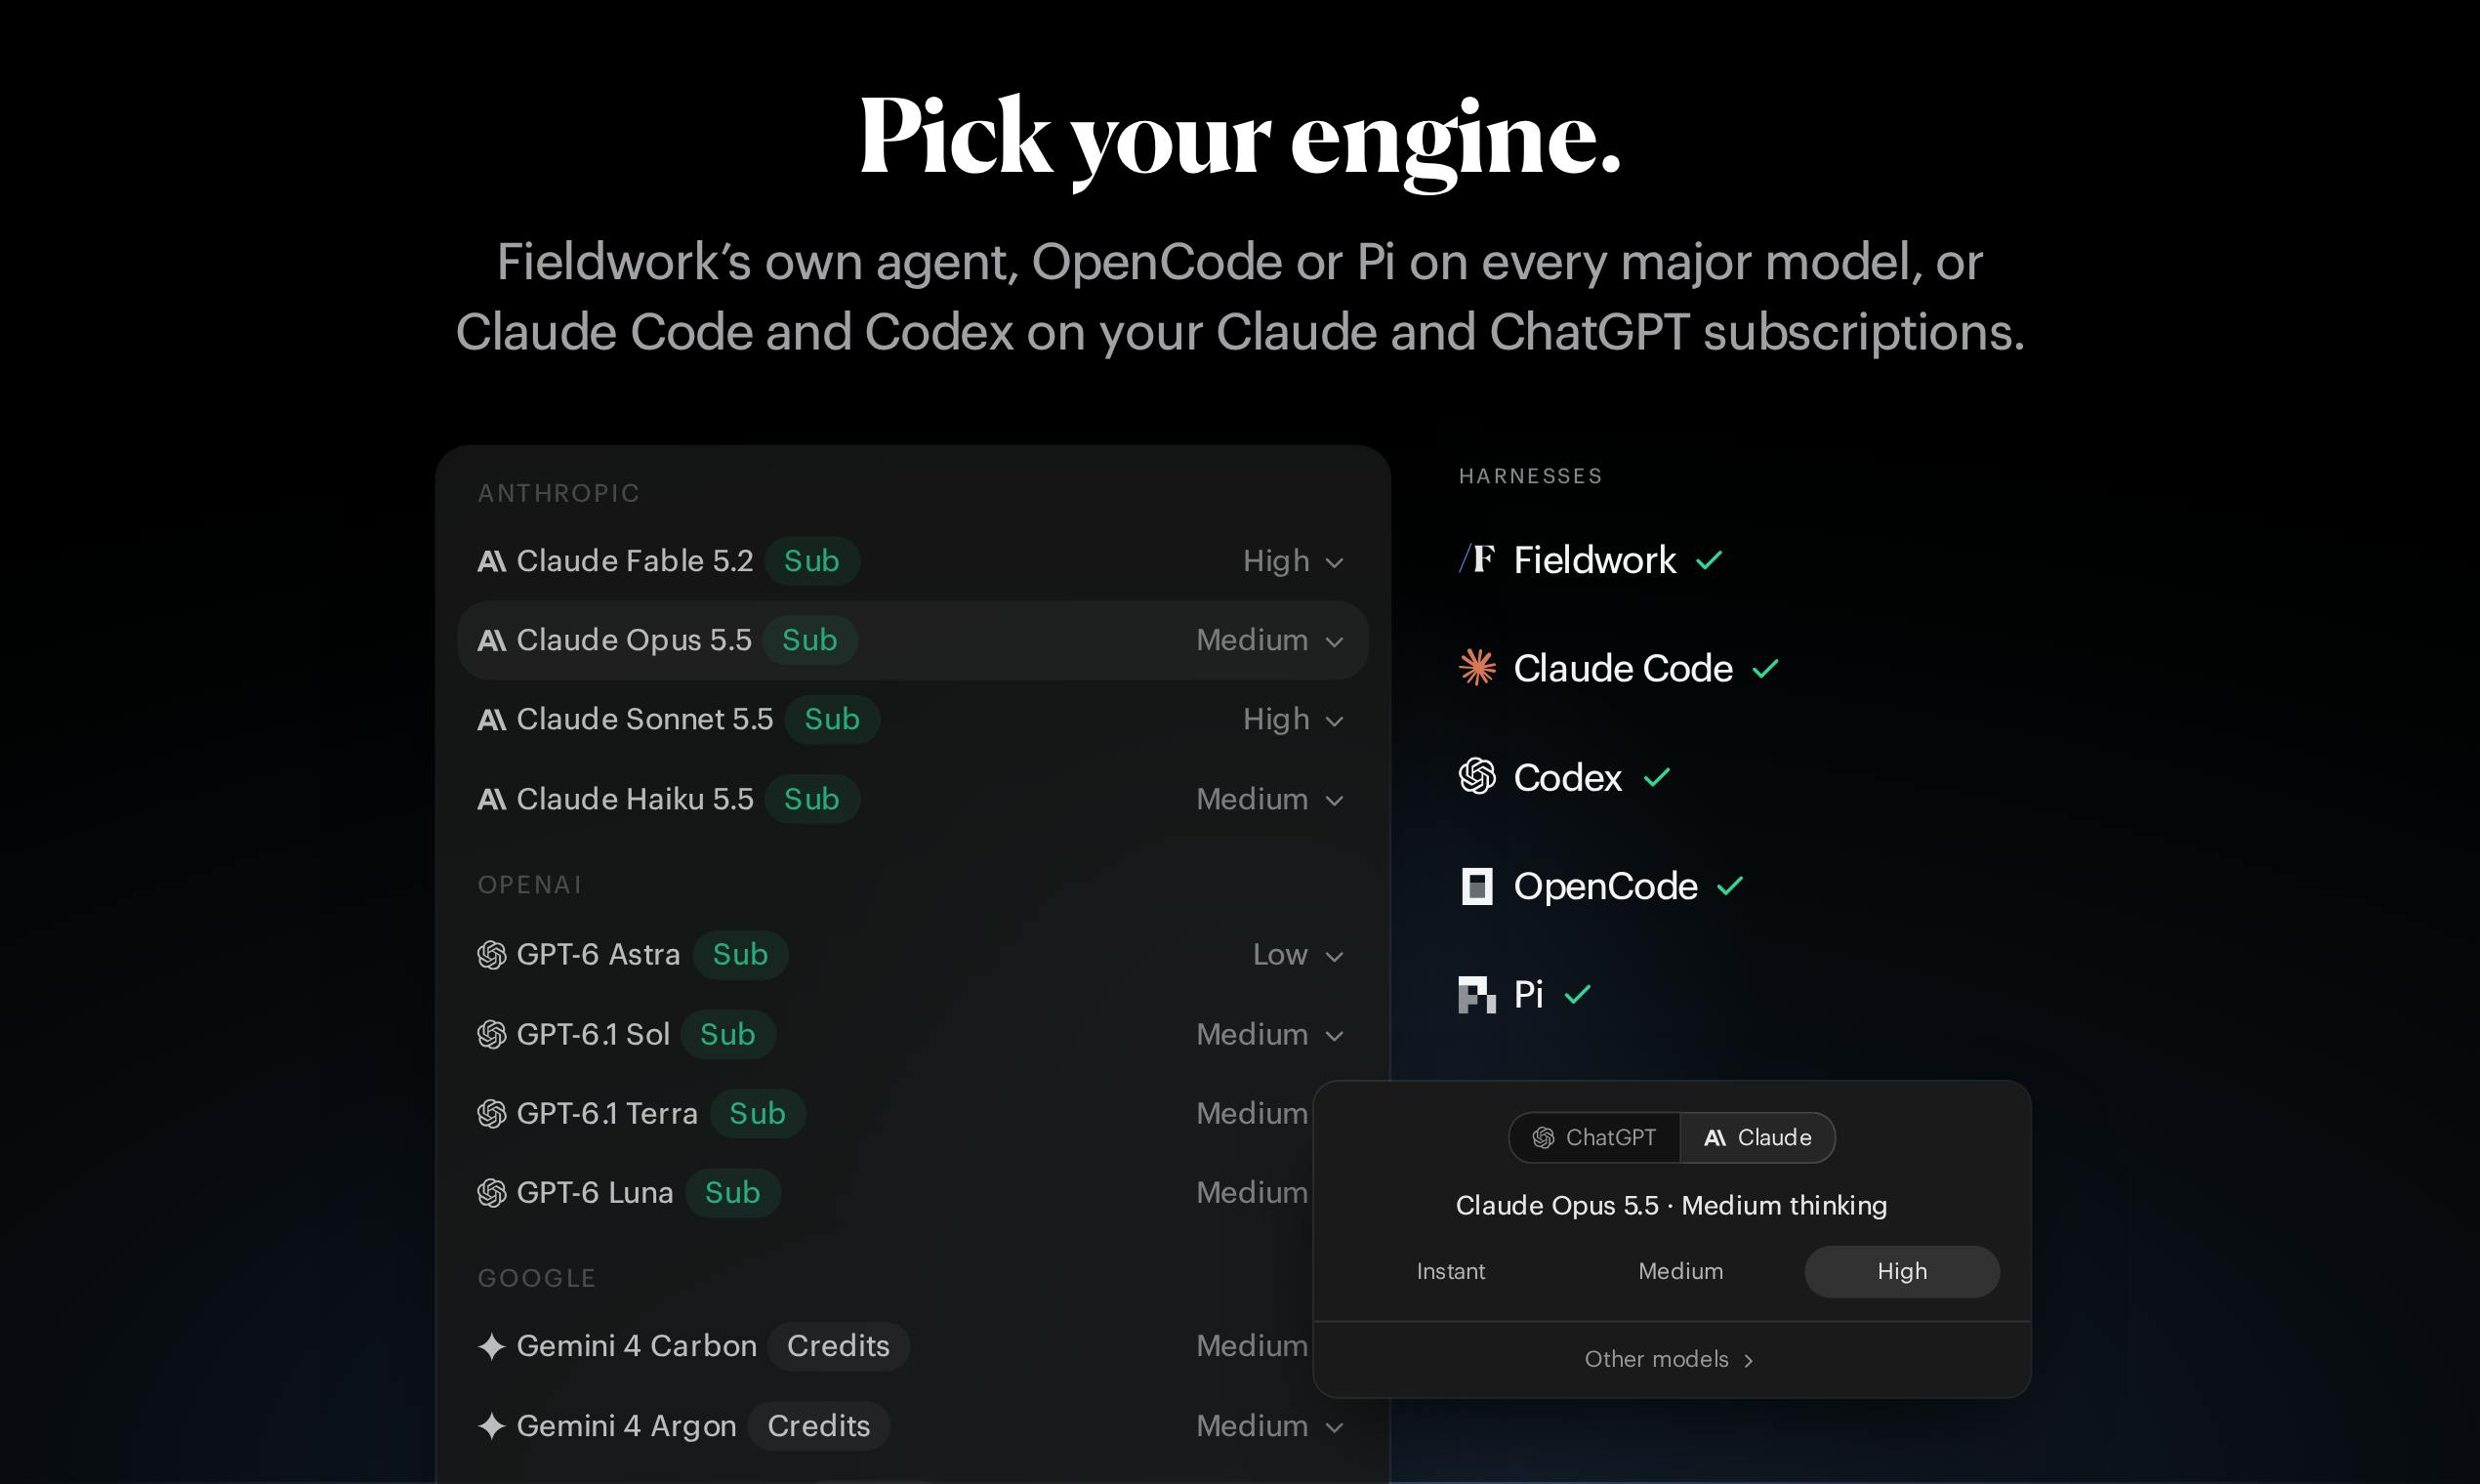 Pick your engine.
Fieldwork’s own agent, OpenCode or Pi on every major model, or
Claude Code and Codex on your Claude and ChatGPT subscriptions.
ANTHROPIC
Claude Fable 5.2 Sub High
Claude Opus 5.5 Sub Medium
Claude Sonnet 5.5 Sub High
Claude Haiku 5.5 Sub Medium
OPENAI
GPT-6 Astra Sub Low
GPT-6.1 Sol Sub Medium
GPT-6.1 Terra Sub Medium
GPT-6 Luna Sub Medium
GOOGLE
Gemini 4 Carbon Credits Medium
Gemini 4 Argon Credits Medium
HARNESSES
Fieldwork
Claude Code
Codex
OpenCode
Pi
ChatGPT Claude
Claude Opus 5.5 · Medium thinking
Instant Medium High
Other models